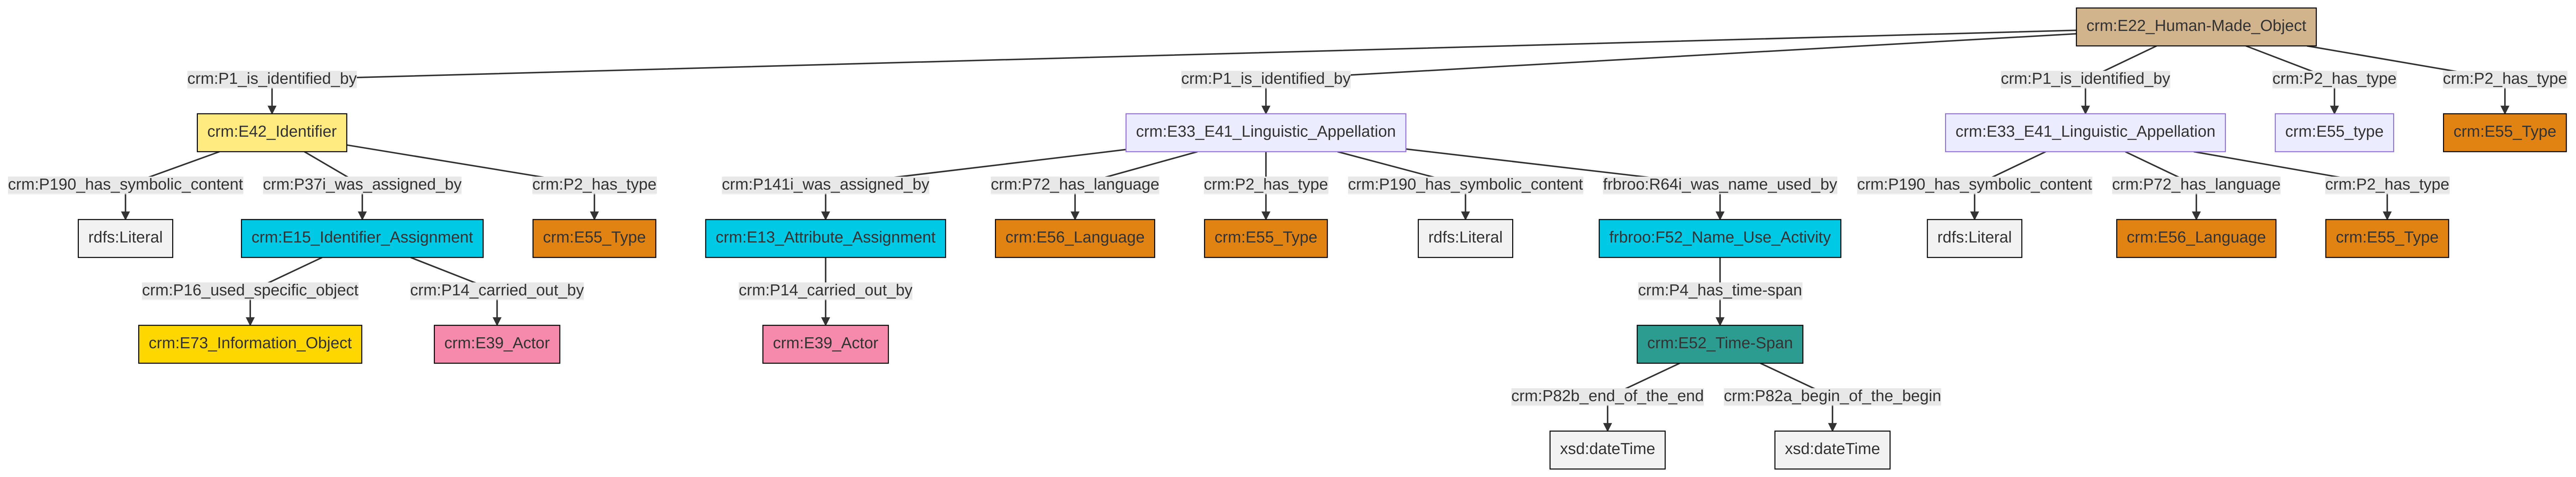 crm:E22_Human-Made_Object
crm:P1_is_identified_by
crm:P1_is_identified_by
crm:P1_is_identified_by
crm:P2_has_type
crm:P2_has_type
crm:E42_Identifier
crm:E33_E41_Linguistic_Appellation
crm:E33_E41_Linguistic_Appellation
crm:E55_type
crm:E55_Type
crm:P190_has_symbolic_content
crm:P37i_was_assigned_by
crm:P2_has_type
crm:P141i_was_assigned_by
crm:P72_has_language
crm:P2_has_type
crm:P190_has_symbolic_content
frbroo:R64i_was_name_used_by
crm:P190_has_symbolic_content
crm:P72_has_language
crm:P2_has_type
rdfs:Literal
crm:E15_Identifier_Assignment
crm:E55_Type
crm:E13_Attribute_Assignment
crm:E56_Language
crm:E55_Type
rdfs:Literal
frbroo:F52_Name_Use_Activity
rdfs:Literal
crm:E56_Language
crm:E55_Type
crm:P16_used_specific_object
crm:P14_carried_out_by
crm:P14_carried_out_by
crm:P4_has_time-span
crm:E73_Information_Object
crm:E39_Actor
crm:E39_Actor
crm:E52_Time-Span
crm:P82b_end_of_the_end
crm:P82a_begin_of_the_begin
xsd:dateTime
xsd:dateTime